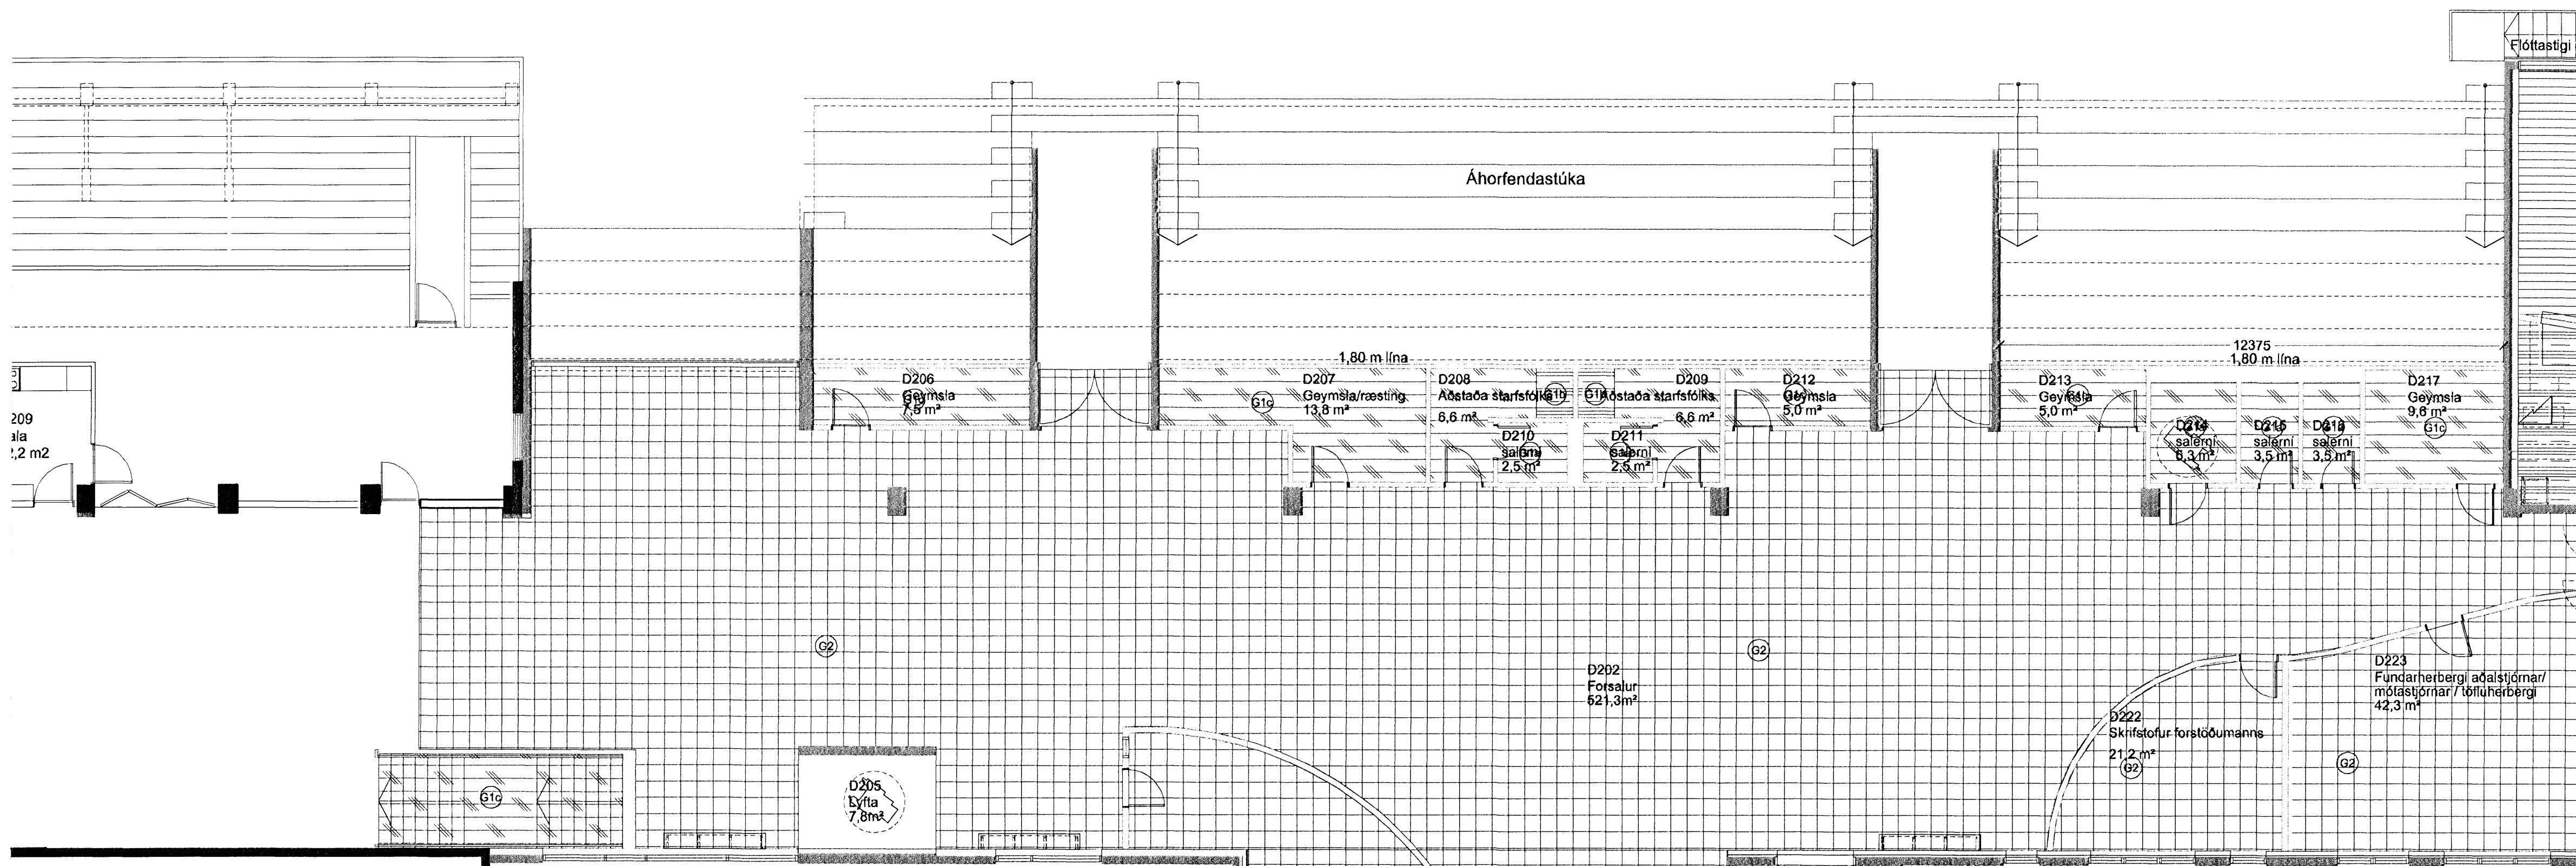 Flóttastigi
Áhorfendastúka
12375
1,80 m lína
1,80 m lína
D206
Geymsla
7,5 m²
G1c
D207
Geymsla/ræsting
13,8 m²
D208
Aðstaða starfsfólks
6,6 m²
D209
Aðstaða starfsfólks
6,6 m²
D210
salerni
2,5 m²
D211
salerni
2,5 m²
D212
Geymsla
5,0 m²
D213
Geymsla
5,0 m²
D214
salerni
D215
salerni
3,5 m²
salerni
3,5 m²
D217
Geymsla
9,6 m²
G1c
209
ala
2,2 m2
G2
G2
D202
Forsalur
521,3m²
D223
Fundarherbergi aðalstjórnar/
mótastjórnar / töfluherbergi
42,3 m²
D222
Skrifstofur forstöðumanns
21,2 m²
G2
G2
G1c
D205
Lyfta
7,8m²